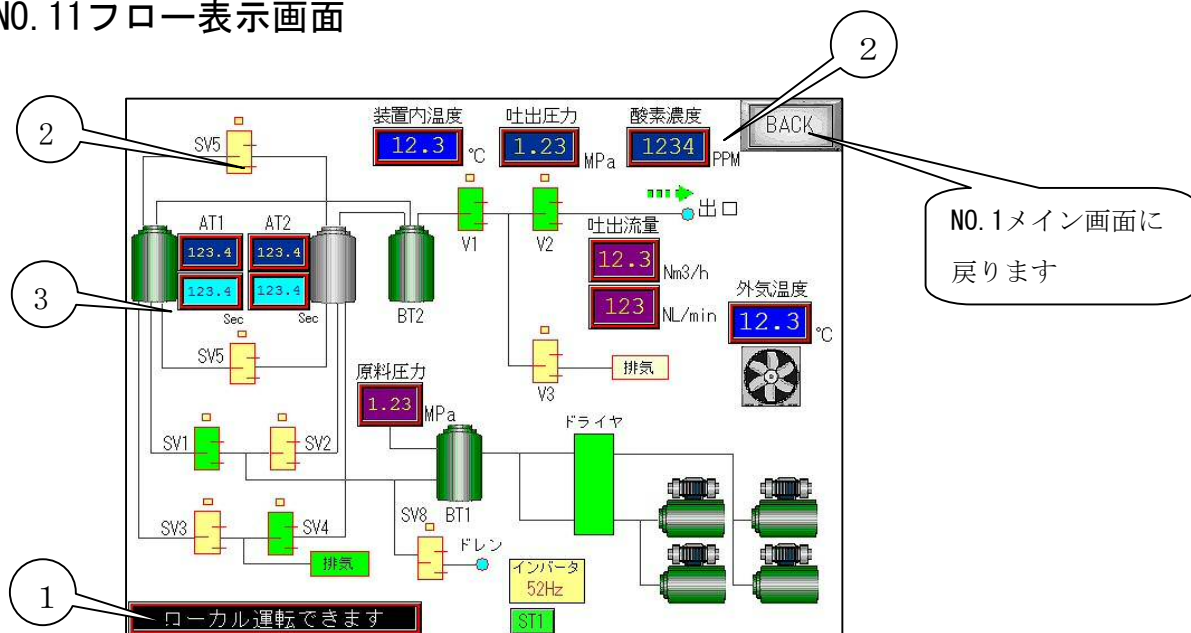 NO.11フロー表示画面
2
2
装置内温度
12.3
℃
吐出圧力
1.23
MPa
酸素濃度
1234
PPM
BACK
SV5
AT1
AT2
123.4
123.4
123.4
123.4
Sec
Sec
3
V1
V2
出口
吐出流量
12.3
Nm3/h
123
NL/min
NO.1メイン画面に
戻ります
外気温度
12.3
℃
BT2
SV5
V3
排気
原料圧力
1.23
MPa
ドライヤ
SV1
SV2
SV3
SV4
SV8
BT1
ドレン
排気
インバータ
52Hz
ST1
1
ローカル運転できます